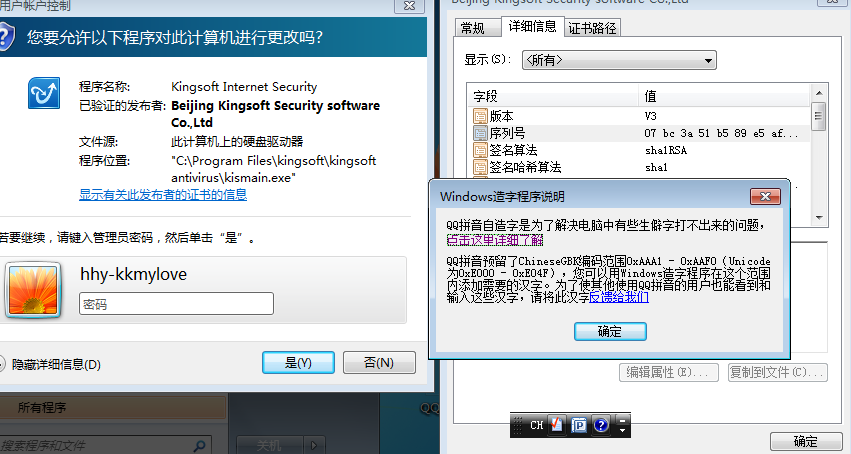 用户帐户控制
您要允许以下程序对此计算机进行更改吗？
程序名称: Kingsoft Internet Security
已验证的发布者: Beijing Kingsoft Security software
Co.,Ltd
文件源: 此计算机上的硬盘驱动器
程序位置: "C:\Program Files\kingsoft\kingsoft
antivirus\kismain.exe"
显示有关此发布者的证书的信息
若要继续，请键入管理员密码，然后单击“是”。
hhy-kkmylove
密码
隐藏详细信息(D)
是(Y)
否(N)
所有程序
搜索程序和文件
关机
QQ
Beijing Kingsoft Security software Co.,Ltd
常规
详细信息
证书路径
显示(S):
<所有>
字段 值
版本 V3
序列号 07 bc 3a 51 b5 89 e5 af...
签名算法 sha1RSA
签名哈希算法 sha1
Windows造字程序说明
QQ拼音自造字是为了解决电脑中有些生僻字打不出来的问题，
点击这里详细了解
QQ拼音预留了ChineseGBK编码范围0xAAA1 - 0xAAF0（Unicode
为0xE000 - 0xE04F），您可以用Windows造字程序在这个范围
内添加需要的汉字。为了使其他使用QQ拼音的用户也能看到和
输入这些汉字，请将此汉字反馈给我们
确定
编辑属性(E)...
复制到文件(C)...
CH
确定